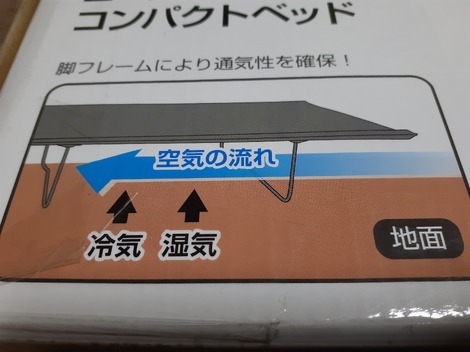 コンパクトベッド
脚フレームにより通気性を確保！
空気の流れ
冷気 湿気
地面